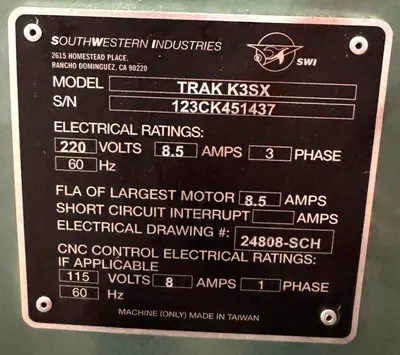 SOUTHWESTERN INDUSTRIES
2615 HOMESTEAD PLACE,
RANCHO DOMINGUEZ, CA 90220
SWI
MODEL TRAK K3SX
S/N 123CK451437
ELECTRICAL RATINGS:
220 VOLTS 8.5 AMPS 3 PHASE
60 Hz
FLA OF LARGEST MOTOR 8.5 AMPS
SHORT CIRCUIT INTERRUPT AMPS
ELECTRICAL DRAWING #: 24808-SCH
CNC CONTROL ELECTRICAL RATINGS:
IF APPLICABLE
115 VOLTS 8 AMPS 1 PHASE
60 Hz
MACHINE (ONLY) MADE IN TAIWAN